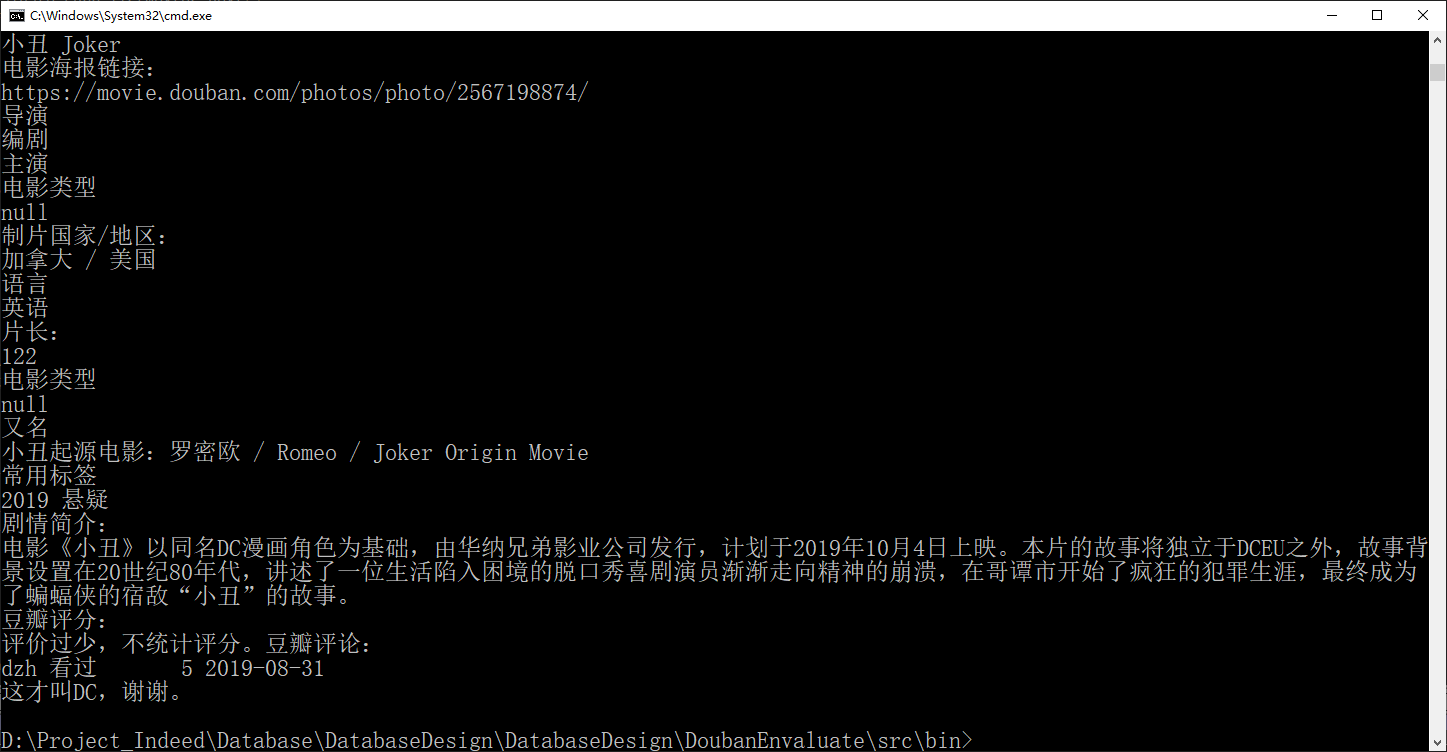 C:\Windows\System32\cmd.exe
小丑 Joker
电影海报链接：
https://movie.douban.com/photos/photo/2567198874/
导演
编剧
主演
电影类型
null
制片国家/地区：
加拿大 / 美国
语言
英语
片长：
122
电影类型
null
又名
小丑起源电影：罗密欧 / Romeo / Joker Origin Movie
常用标签
2019 悬疑
剧情简介：
电影《小丑》以同名DC漫画角色为基础，由华纳兄弟影业公司发行，计划于2019年10月4日上映。本片的故事将独立于DCEU之外，故事背
景设置在20世纪80年代，讲述了一位生活陷入困境的脱口秀喜剧演员渐渐走向精神的崩溃，在哥谭市开始了疯狂的犯罪生涯，最终成为
了蝙蝠侠的宿敌“小丑”的故事。
豆瓣评分：
评价过少，不统计评分。豆瓣评论：
dzh 看过       5 2019-08-31
这才叫DC，谢谢。
D:\Project_Indeed\Database\DatabaseDesign\DatabaseDesign\DoubanEnvaluate\src\bin>